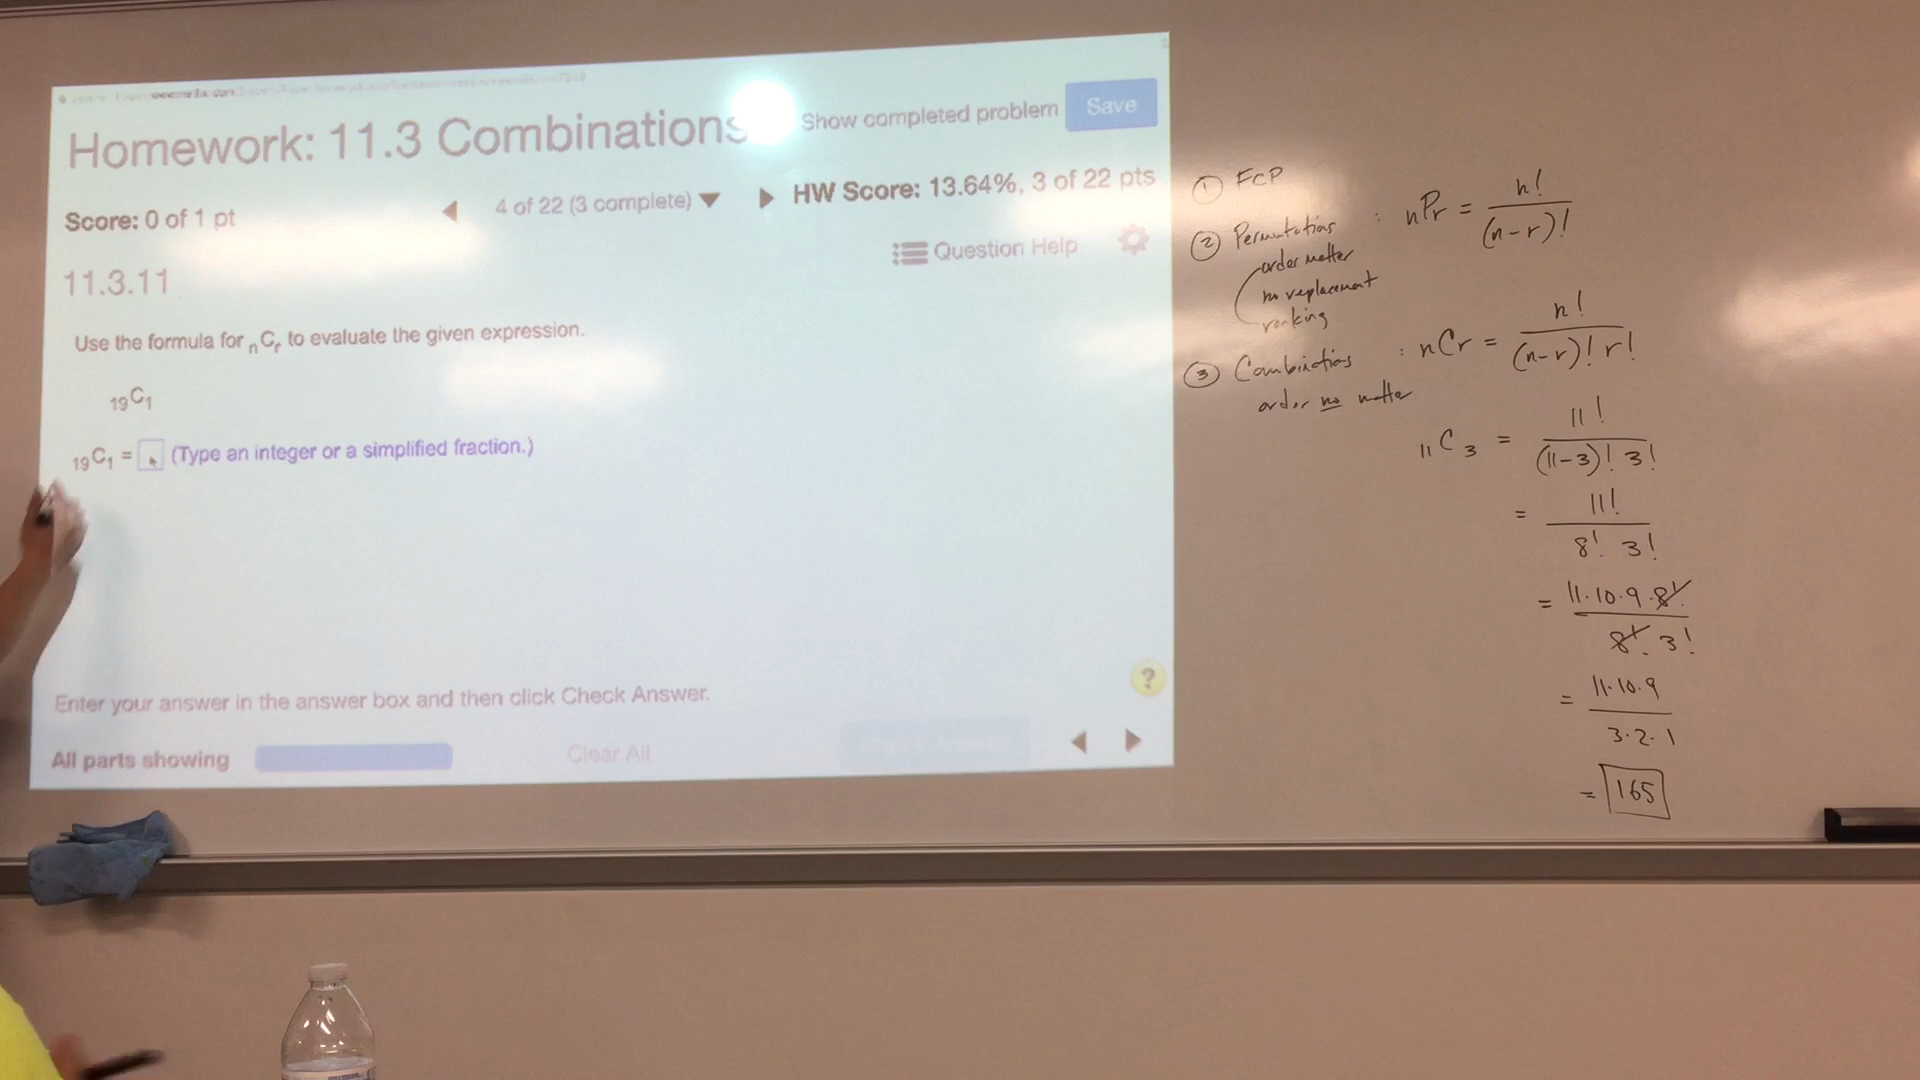 Homework: 11.3 Combinations
Show completed problem
Save
Score: 0 of 1 pt
4 of 22 (3 complete)
HW Score: 13.64%, 3 of 22 pts
11.3.11
Question Help
Use the formula for nCr to evaluate the given expression.
19C1
19C1 = (Type an integer or a simplified fraction.)
Enter your answer in the answer box and then click Check Answer.
All parts showing
Clear All
?
① FCP
② Permutations : nPr = n! / (n-r)!
order matter
no replacement
ranking
③ Combinations : nCr = n! / (n-r)! r!
order no matter
11C3 = 11! / (11-3)! 3!
= 11! / 8! 3!
= 11·10·9·8! / 8! 3!
= 11·10·9 / 3·2·1
= 165